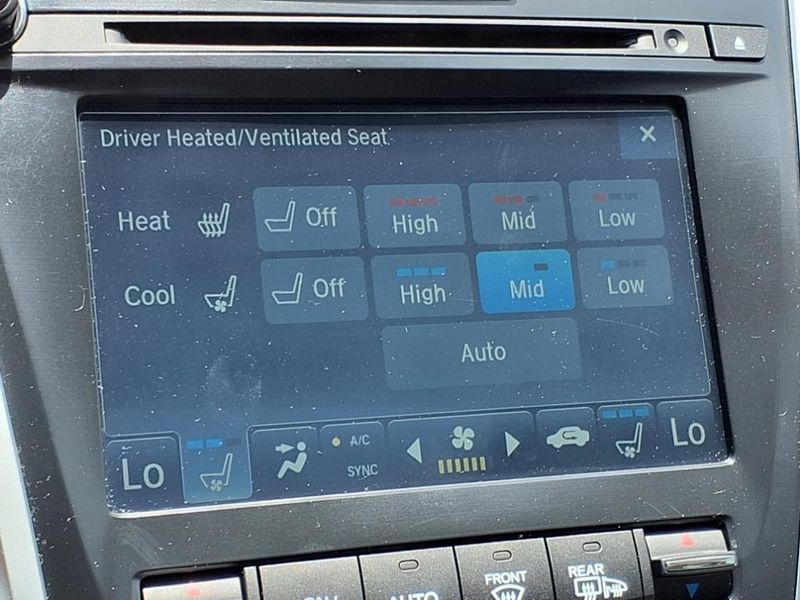 Driver Heated/Ventilated Seat
×
Heat Off High Mid Low
Cool Off High Mid Low
Auto
Lo A/C SYNC Lo
AUTO FRONT REAR